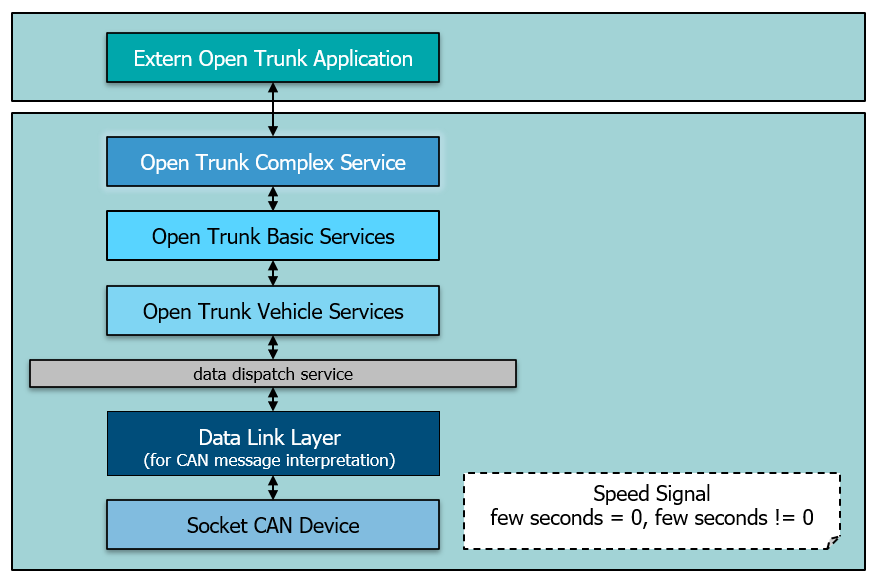 Extern Open Trunk Application
Open Trunk Complex Service
Open Trunk Basic Services
Open Trunk Vehicle Services
data dispatch service
Data Link Layer
(for CAN message interpretation)
Socket CAN Device
Speed Signal
few seconds = 0, few seconds != 0